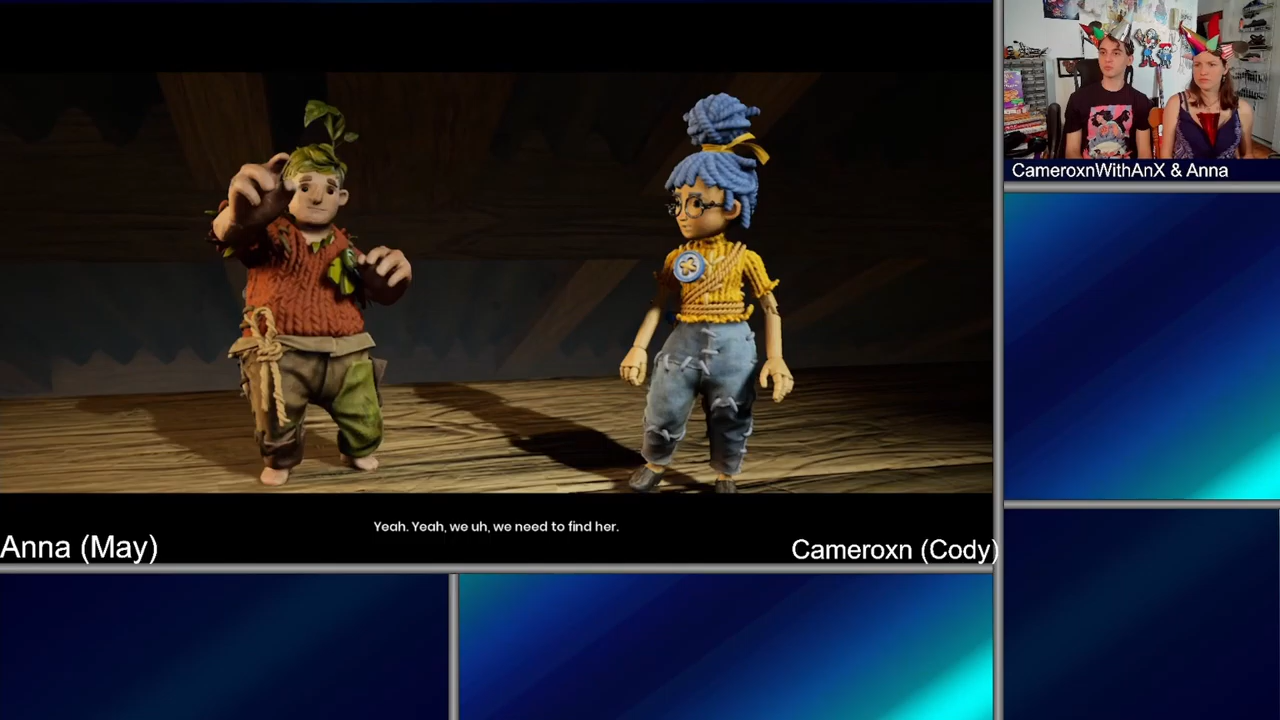 CameroxnWithAnX & Anna
Yeah. Yeah, we uh, we need to find her.
Anna (May)
Cameroxn (Cody)